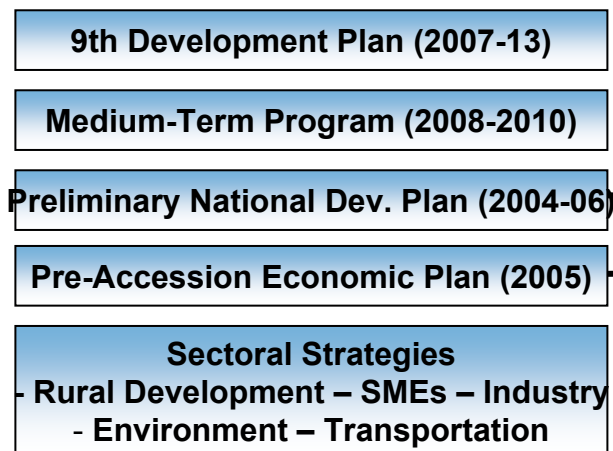 9th Development Plan (2007-13)
Medium-Term Program (2008-2010)
Preliminary National Dev. Plan (2004-06)
Pre-Accession Economic Plan (2005)
Sectoral Strategies
- Rural Development – SMEs – Industry
- Environment – Transportation